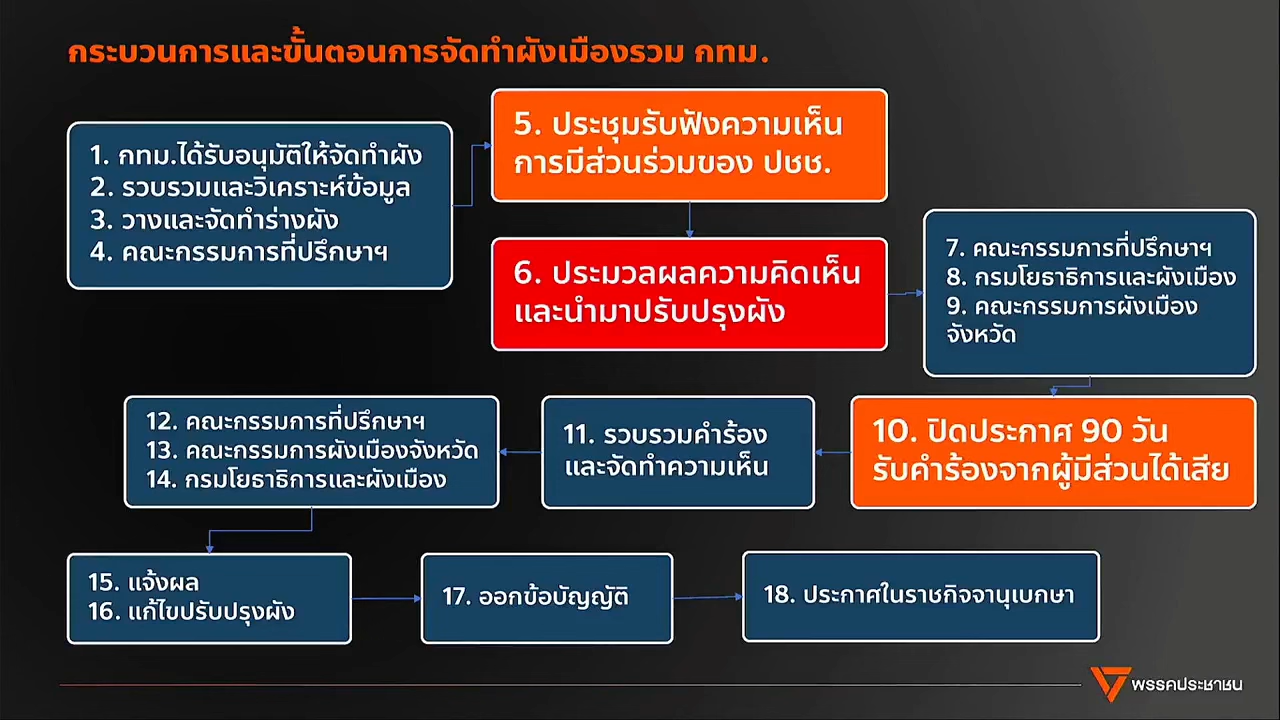 กระบวนการและขั้นตอนการจัดทำผังเมืองรวม กทม.
1. กทม.ได้รับอนุมัติให้จัดทำผัง
2. รวบรวมและวิเคราะห์ข้อมูล
3. วางและจัดทำร่างผัง
4. คณะกรรมการที่ปรึกษาฯ
5. ประชุมรับฟังความเห็น
การมีส่วนร่วมของ ปชช.
6. ประมวลผลความคิดเห็น
และนำมาปรับปรุงผัง
7. คณะกรรมการที่ปรึกษาฯ
8. กรมโยธาธิการและผังเมือง
9. คณะกรรมการผังเมือง
จังหวัด
10. ปิดประกาศ 90 วัน
รับคำร้องจากผู้มีส่วนได้เสีย
11. รวบรวมคำร้อง
และจัดทำความเห็น
12. คณะกรรมการที่ปรึกษาฯ
13. คณะกรรมการผังเมืองจังหวัด
14. กรมโยธาธิการและผังเมือง
15. แจ้งผล
16. แก้ไขปรับปรุงผัง
17. ออกข้อบัญญัติ
18. ประกาศในราชกิจจานุเบกษา
พรรคประชาชน